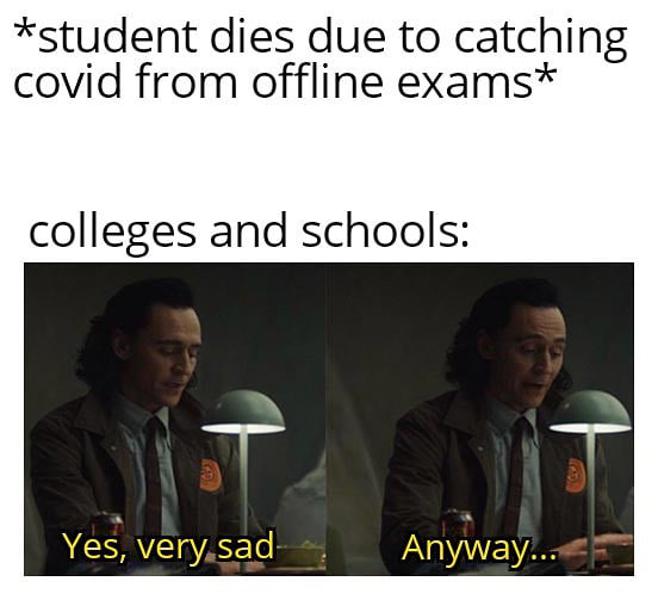 *student dies due to catching
covid from offline exams*
colleges and schools:
Yes, very sad
Anyway...